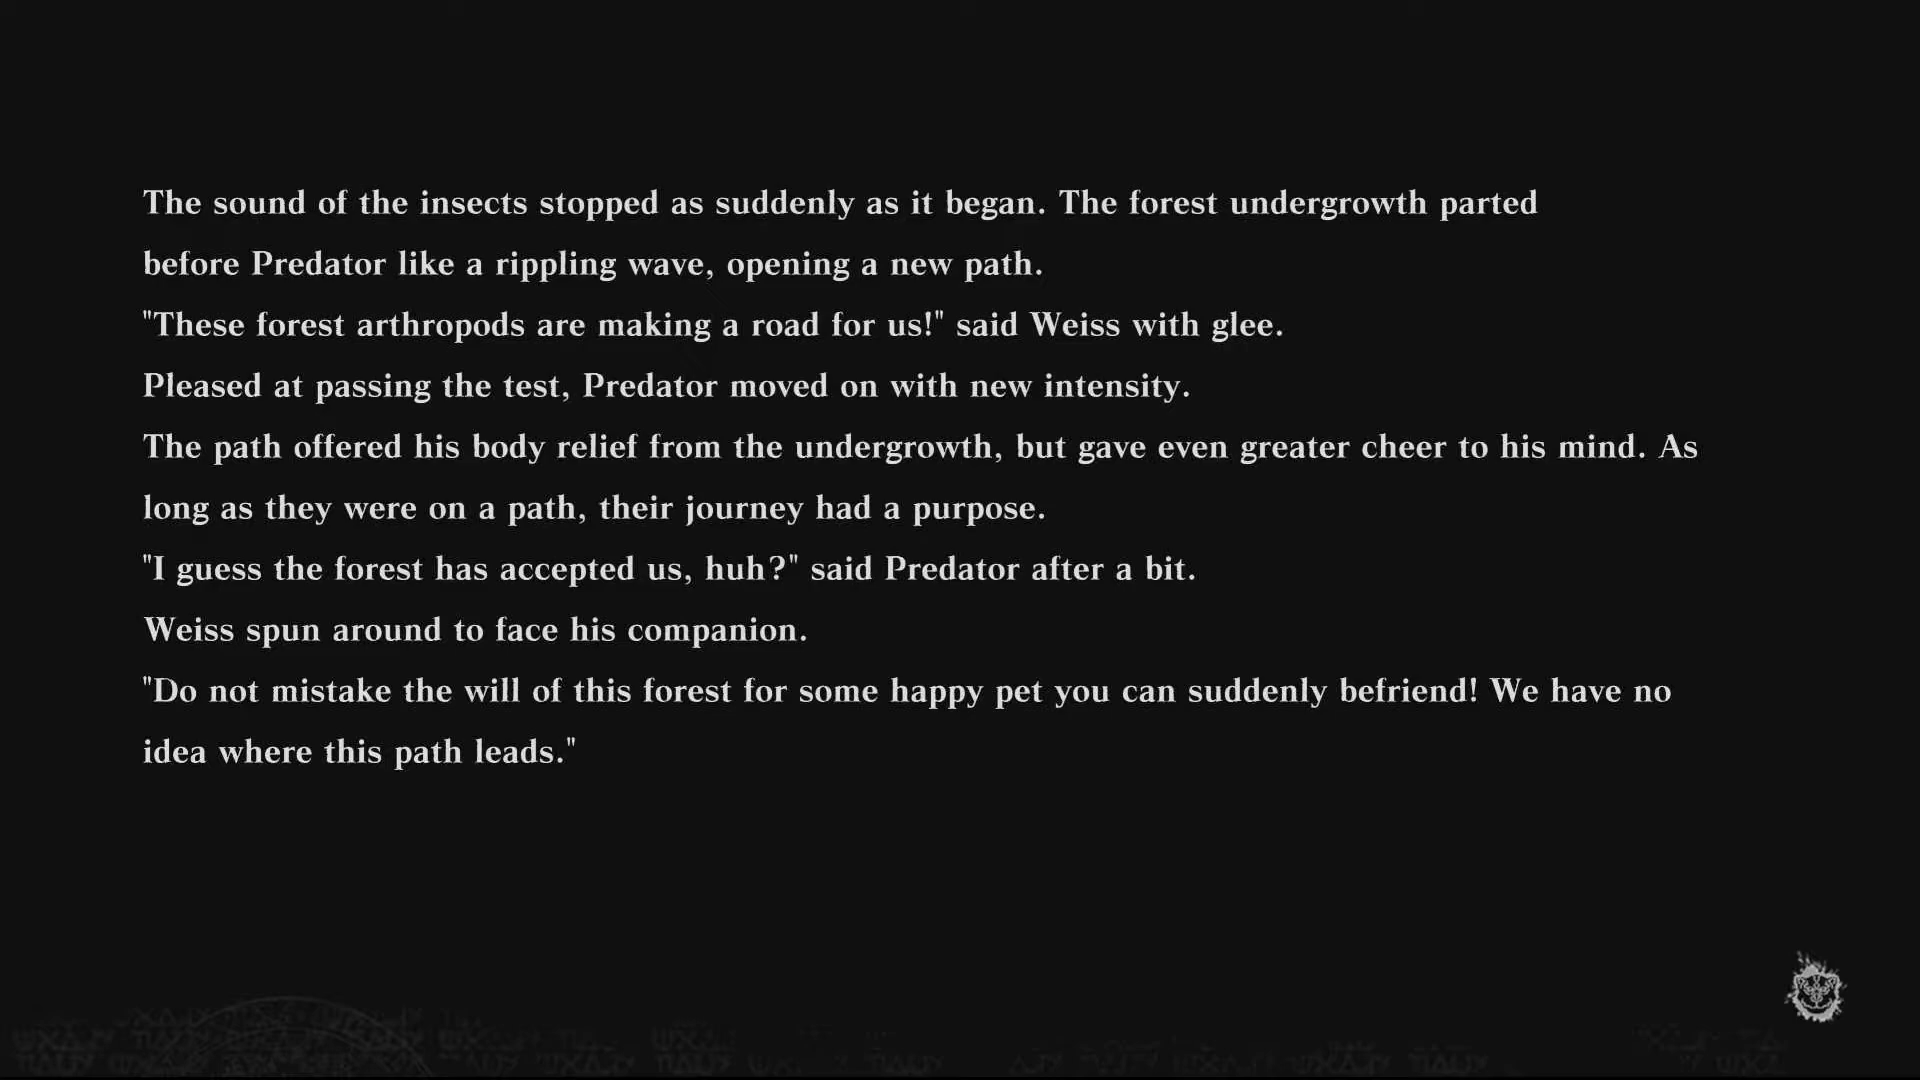 The sound of the insects stopped as suddenly as it began. The forest undergrowth parted
before Predator like a rippling wave, opening a new path.
"These forest arthropods are making a road for us!" said Weiss with glee.
Pleased at passing the test, Predator moved on with new intensity.
The path offered his body relief from the undergrowth, but gave even greater cheer to his mind. As
long as they were on a path, their journey had a purpose.
"I guess the forest has accepted us, huh?" said Predator after a bit.
Weiss spun around to face his companion.
"Do not mistake the will of this forest for some happy pet you can suddenly befriend! We have no
idea where this path leads."